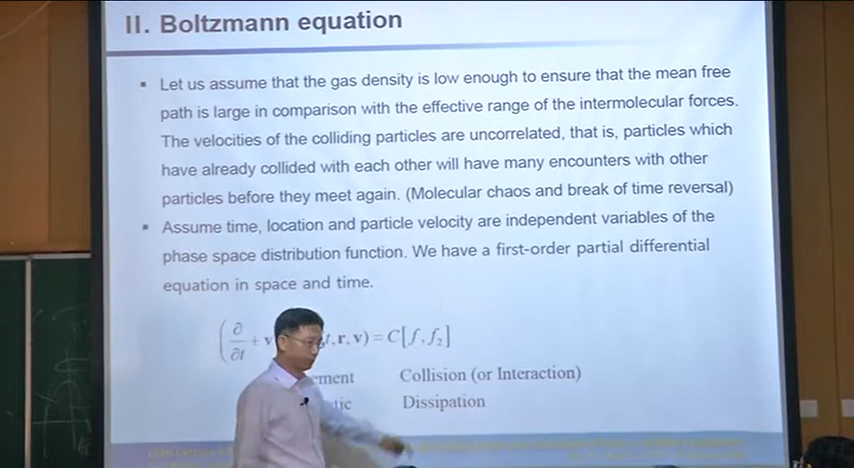 II. Boltzmann equation
▪ Let us assume that the gas density is low enough to ensure that the mean free
path is large in comparison with the effective range of the intermolecular forces.
The velocities of the colliding particles are uncorrelated, that is, particles which
have already collided with each other will have many encounters with other
particles before they meet again. (Molecular chaos and break of time reversal)
▪ Assume time, location and particle velocity are independent variables of the
phase space distribution function. We have a first-order partial differential
equation in space and time.
(∂/∂t + v t, r, v) = C[f, f₂]
Collision (or Interaction)
Dissipation